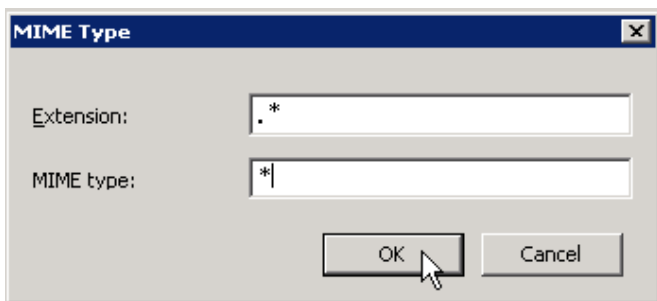 MIME Type
Extension:
.*
MIME type:
*
OK
Cancel